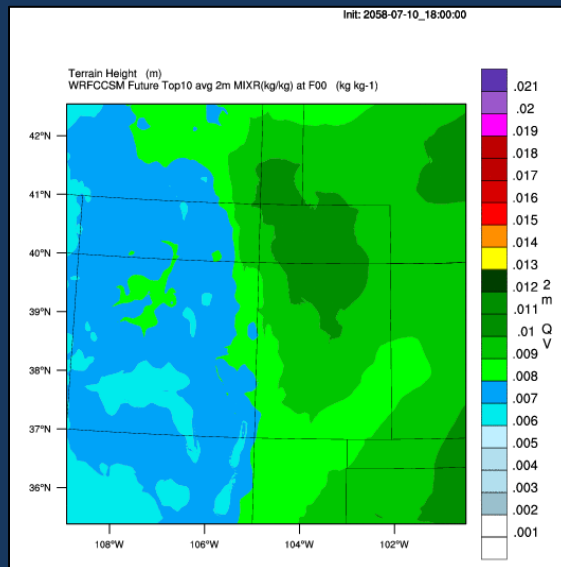 Init: 2058-07-10_18:00:00
Terrain Height (m)
WRFCCSM Future Top10 avg 2m MIXR(kg/kg) at F00 (kg kg-1)
42°N
41°N
40°N
39°N
38°N
37°N
36°N
108°W
106°W
104°W
102°W
.021
.02
.019
.018
.017
.016
.015
.014
.013
.012
.011
.01
.009
.008
.007
.006
.005
.004
.003
.002
.001
2 m Q V